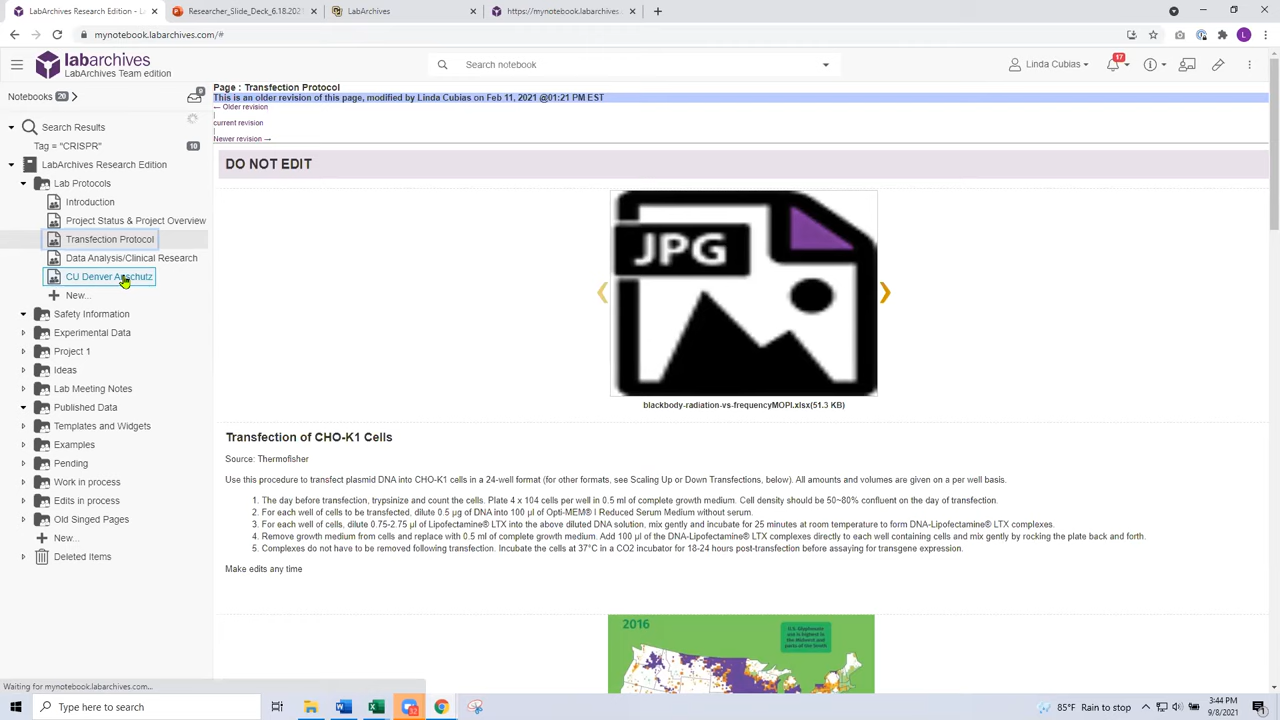 LabArchives Research Edition - L
Researcher_Slide_Deck_6.18.202
LabArchives
https://mynotebook.labarchives.
mynotebook.labarchives.com/#
labarchives
LabArchives Team edition
Search notebook
Linda Cubias
17
Notebooks 20
0
Search Results
Tag = "CRISPR" 10
LabArchives Research Edition
Lab Protocols
Introduction
Project Status & Project Overview
Transfection Protocol
Data Analysis/Clinical Research
CU Denver Anschutz
New...
Safety Information
Experimental Data
Project 1
Ideas
Lab Meeting Notes
Published Data
Templates and Widgets
Examples
Pending
Work in process
Edits in process
Old Singed Pages
New...
Deleted Items
Waiting for mynotebook.labarchives.com...
Page : Transfection Protocol
This is an older revision of this page, modified by Linda Cubias on Feb 11, 2021 @01:21 PM EST
← Older revision
|
current revision
|
Newer revision →
DO NOT EDIT
JPG
blackbody-radiation-vs-frequencyMOPI.xlsx(51.3 KB)
Transfection of CHO-K1 Cells
Source: Thermofisher
Use this procedure to transfect plasmid DNA into CHO-K1 cells in a 24-well format (for other formats, see Scaling Up or Down Transfections, below). All amounts and volumes are given on a per well basis.
1. The day before transfection, trypsinize and count the cells. Plate 4 x 104 cells per well in 0.5 ml of complete growth medium. Cell density should be 50~80% confluent on the day of transfection.
2. For each well of cells to be transfected, dilute 0.5 µg of DNA into 100 µl of Opti-MEM® I Reduced Serum Medium without serum.
3. For each well of cells, dilute 0.75-2.75 µl of Lipofectamine® LTX into the above diluted DNA solution, mix gently and incubate for 25 minutes at room temperature to form DNA-Lipofectamine® LTX complexes.
4. Remove growth medium from cells and replace with 0.5 ml of complete growth medium. Add 100 µl of the DNA-Lipofectamine® LTX complexes directly to each well containing cells and mix gently by rocking the plate back and forth.
5. Complexes do not have to be removed following transfection. Incubate the cells at 37°C in a CO2 incubator for 18-24 hours post-transfection before assaying for transgene expression.
Make edits any time
2016
U.S. Glyphosate
use is highest in
the Midwest and
parts of the South
Type here to search
85°F Rain to stop
3:44 PM
9/8/2021